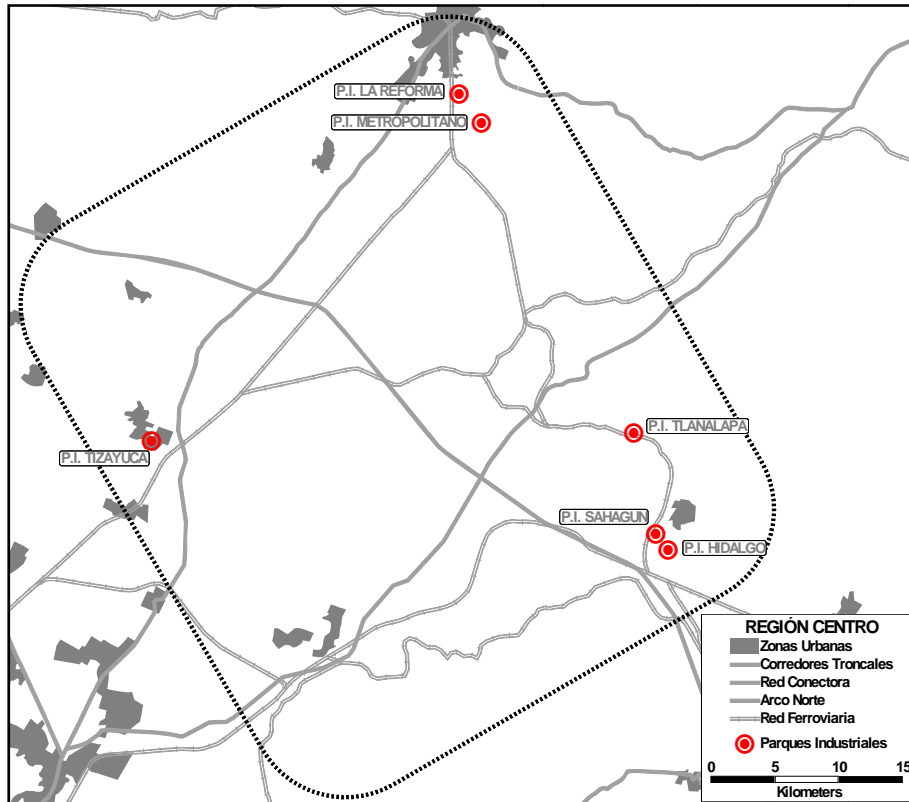 P.I. LA REFORMA
P.I. METROPOLITANO
P.I. TLANALAPA
P.I. TIZAYUCA
P.I. SAHAGUN
P.I. HIDALGO
REGIÓN CENTRO
Zonas Urbanas
Corredores Troncales
Red Conectora
Arco Norte
Red Ferroviaria
Parques Industriales
0 5 10 15
Kilometers